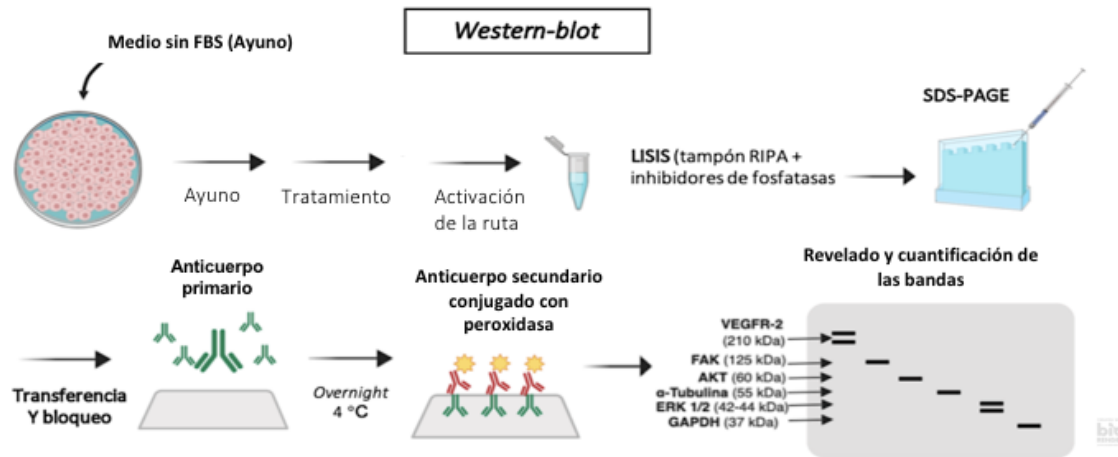 Western-blot
Medio sin FBS (Ayuno)
Ayuno
Tratamiento
Activación
de la ruta
LISIS (tampón RIPA +
inhibidores de fosfatasas
SDS-PAGE
Transferencia
Y bloqueo
Anticuerpo
primario
Overnight
4 °C
Anticuerpo secundario
conjugado con
peroxidasa
Revelado y cuantificación de
las bandas
VEGFR-2
(210 kDa)
FAK (125 kDa)
AKT (60 kDa)
α-Tubulina (55 kDa)
ERK 1/2 (42-44 kDa)
GAPDH (37 kDa)